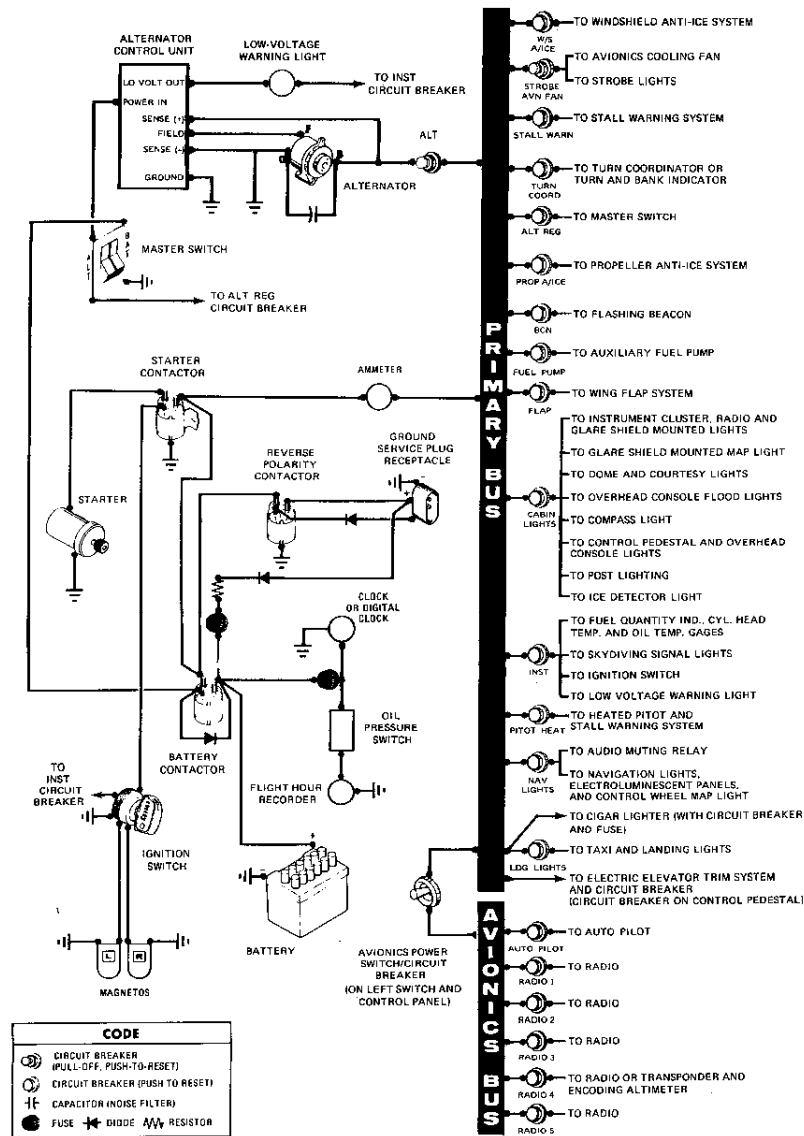 ALTERNATOR
CONTROL UNIT
LO VOLT OUT
POWER IN
SENSE (+)
FIELD
SENSE (-)
GROUND
LOW-VOLTAGE
WARNING LIGHT
TO INST
CIRCUIT BREAKER
ALTERNATOR
ALT
MASTER SWITCH
BAT
ALT
TO ALT REG
CIRCUIT BREAKER
STARTER
CONTACTOR
AMMETER
STARTER
REVERSE
POLARITY
CONTACTOR
GROUND
SERVICE PLUG
RECEPTACLE
CLOCK
OR DIGITAL
CLOCK
OIL
PRESSURE
SWITCH
BATTERY
CONTACTOR
FLIGHT HOUR
RECORDER
TO
INST
CIRCUIT
BREAKER
IGNITION
SWITCH
L
R
MAGNETOS
+
BATTERY
AVIONICS POWER
SWITCH/CIRCUIT
BREAKER
(ON LEFT SWITCH AND
CONTROL PANEL)
PRIMARY BUS
W/S
A/ICE
TO WINDSHIELD ANTI-ICE SYSTEM
STROBE
AVN FAN
TO AVIONICS COOLING FAN
TO STROBE LIGHTS
STALL WARN
TO STALL WARNING SYSTEM
TURN
COORD
TO TURN COORDINATOR OR
TURN AND BANK INDICATOR
ALT REG
TO MASTER SWITCH
PROP A/ICE
TO PROPELLER ANTI-ICE SYSTEM
BCN
TO FLASHING BEACON
FUEL PUMP
TO AUXILIARY FUEL PUMP
FLAP
TO WING FLAP SYSTEM
CABIN
LIGHTS
TO INSTRUMENT CLUSTER, RADIO AND
GLARE SHIELD MOUNTED LIGHTS
TO GLARE SHIELD MOUNTED MAP LIGHT
TO DOME AND COURTESY LIGHTS
TO OVERHEAD CONSOLE FLOOD LIGHTS
TO COMPASS LIGHT
TO CONTROL PEDESTAL AND OVERHEAD
CONSOLE LIGHTS
TO POST LIGHTING
TO ICE DETECTOR LIGHT
INST
TO FUEL QUANTITY IND., CYL. HEAD
TEMP. AND OIL TEMP. GAGES
TO SKYDIVING SIGNAL LIGHTS
TO IGNITION SWITCH
TO LOW VOLTAGE WARNING LIGHT
PITOT HEAT
TO HEATED PITOT AND
STALL WARNING SYSTEM
NAV
LIGHTS
TO AUDIO MUTING RELAY
TO NAVIGATION LIGHTS,
ELECTROLUMINESCENT PANELS,
AND CONTROL WHEEL MAP LIGHT
TO CIGAR LIGHTER (WITH CIRCUIT BREAKER
AND FUSE)
LDG LIGHTS
TO TAXI AND LANDING LIGHTS
TO ELECTRIC ELEVATOR TRIM SYSTEM
AND CIRCUIT BREAKER
(CIRCUIT BREAKER ON CONTROL PEDESTAL)
AVIONICS BUS
AUTO PILOT
TO AUTO PILOT
RADIO 1
TO RADIO
RADIO 2
TO RADIO
RADIO 3
TO RADIO
RADIO 4
TO RADIO OR TRANSPONDER AND
ENCODING ALTIMETER
RADIO 5
TO RADIO
CODE
CIRCUIT BREAKER
(PULL-OFF, PUSH-TO-RESET)
CIRCUIT BREAKER (PUSH TO RESET)
CAPACITOR (NOISE FILTER)
FUSE DIODE RESISTOR